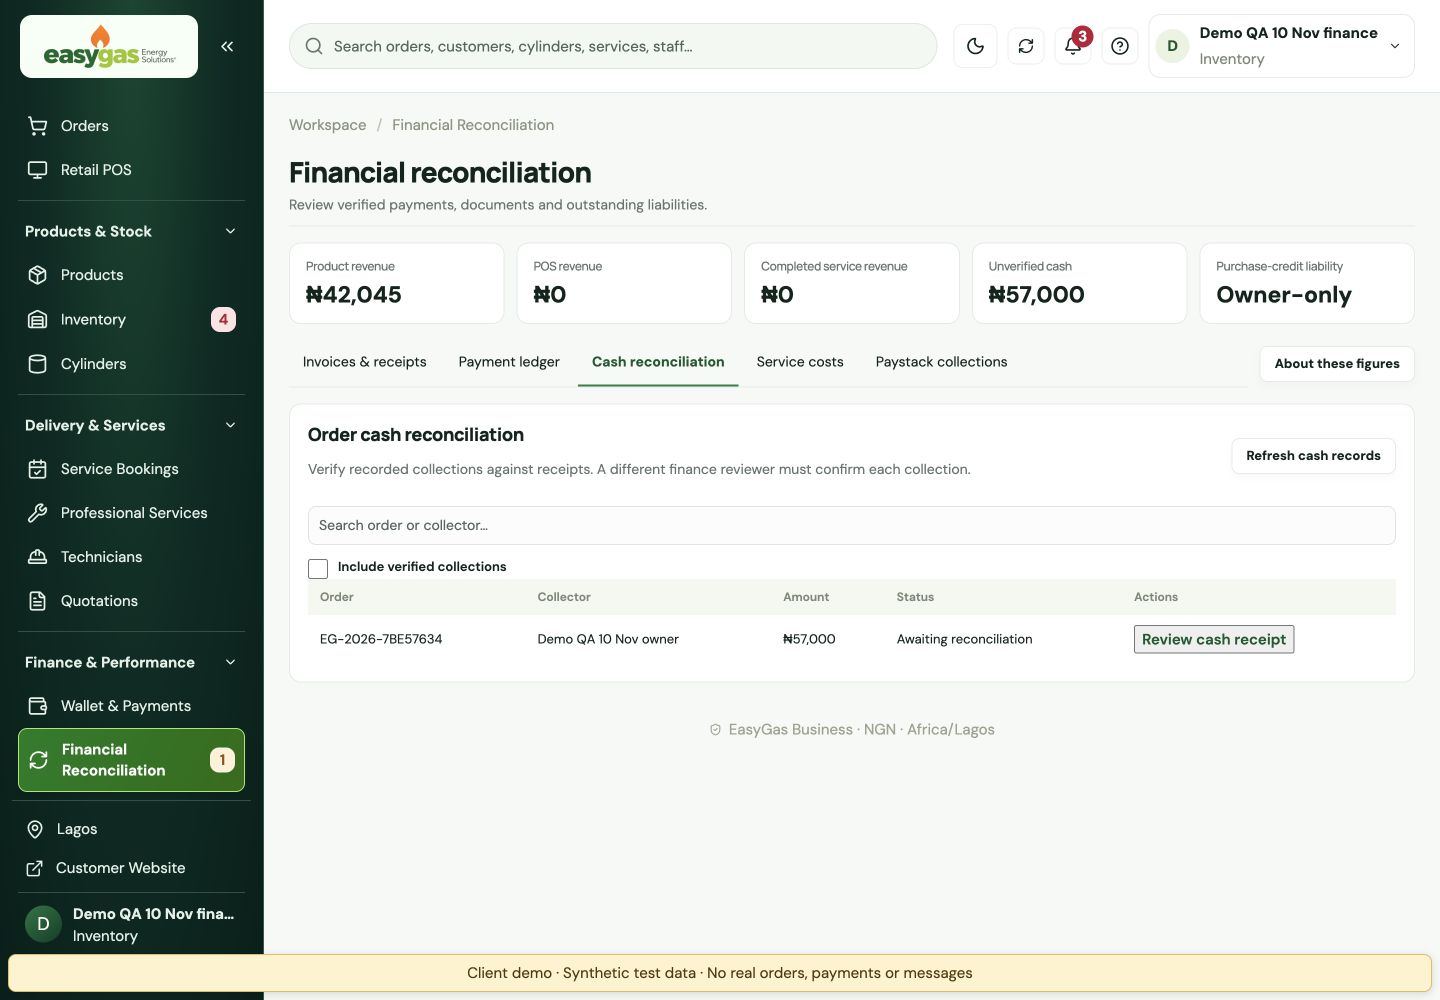 easygas Energy Solutions
Orders
Retail POS
Products & Stock
Products
Inventory 4
Cylinders
Delivery & Services
Service Bookings
Professional Services
Technicians
Quotations
Finance & Performance
Wallet & Payments
Financial
Reconciliation 1
Lagos
Customer Website
D Demo QA 10 Nov fina...
Inventory
Search orders, customers, cylinders, services, staff...
3
D Demo QA 10 Nov finance
Inventory
Workspace / Financial Reconciliation
Financial reconciliation
Review verified payments, documents and outstanding liabilities.
Product revenue
₦42,045
POS revenue
₦0
Completed service revenue
₦0
Unverified cash
₦57,000
Purchase-credit liability
Owner-only
Invoices & receipts Payment ledger Cash reconciliation Service costs Paystack collections About these figures
Order cash reconciliation
Verify recorded collections against receipts. A different finance reviewer must confirm each collection.
Refresh cash records
Search order or collector...
Include verified collections
Order Collector Amount Status Actions
EG-2026-7BE57634 Demo QA 10 Nov owner ₦57,000 Awaiting reconciliation Review cash receipt
EasyGas Business · NGN · Africa/Lagos
Client demo · Synthetic test data · No real orders, payments or messages